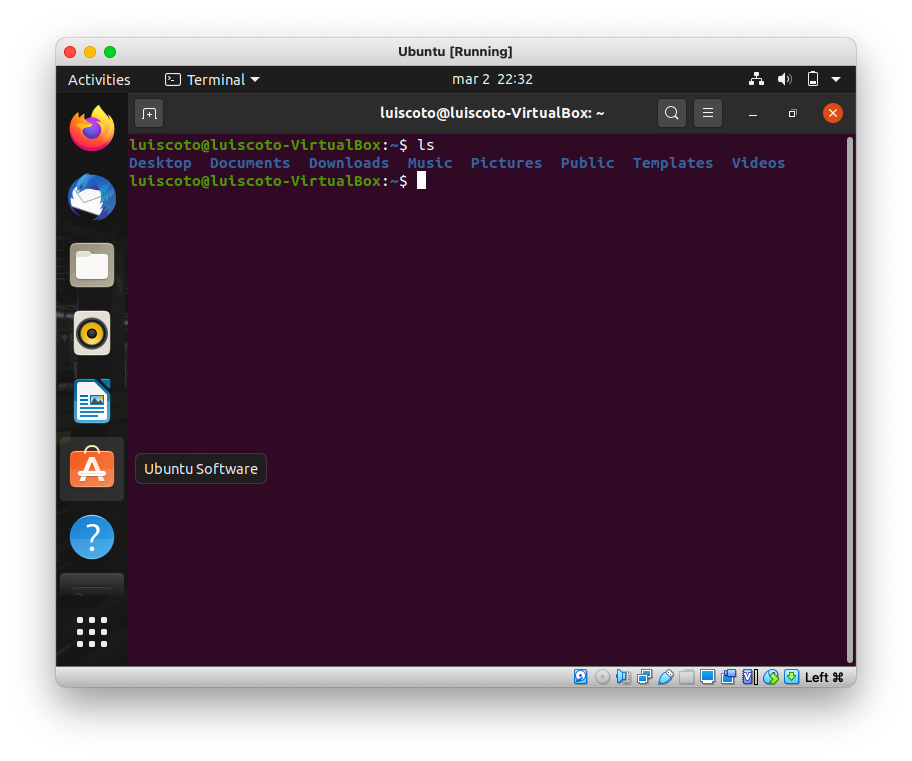 Ubuntu [Running]
Activities Terminal mar 2 22:32
luiscoto@luiscoto-VirtualBox: ~
luiscoto@luiscoto-VirtualBox:~$ ls
Desktop Documents Downloads Music Pictures Public Templates Videos
luiscoto@luiscoto-VirtualBox:~$
Ubuntu Software
Left ⌘